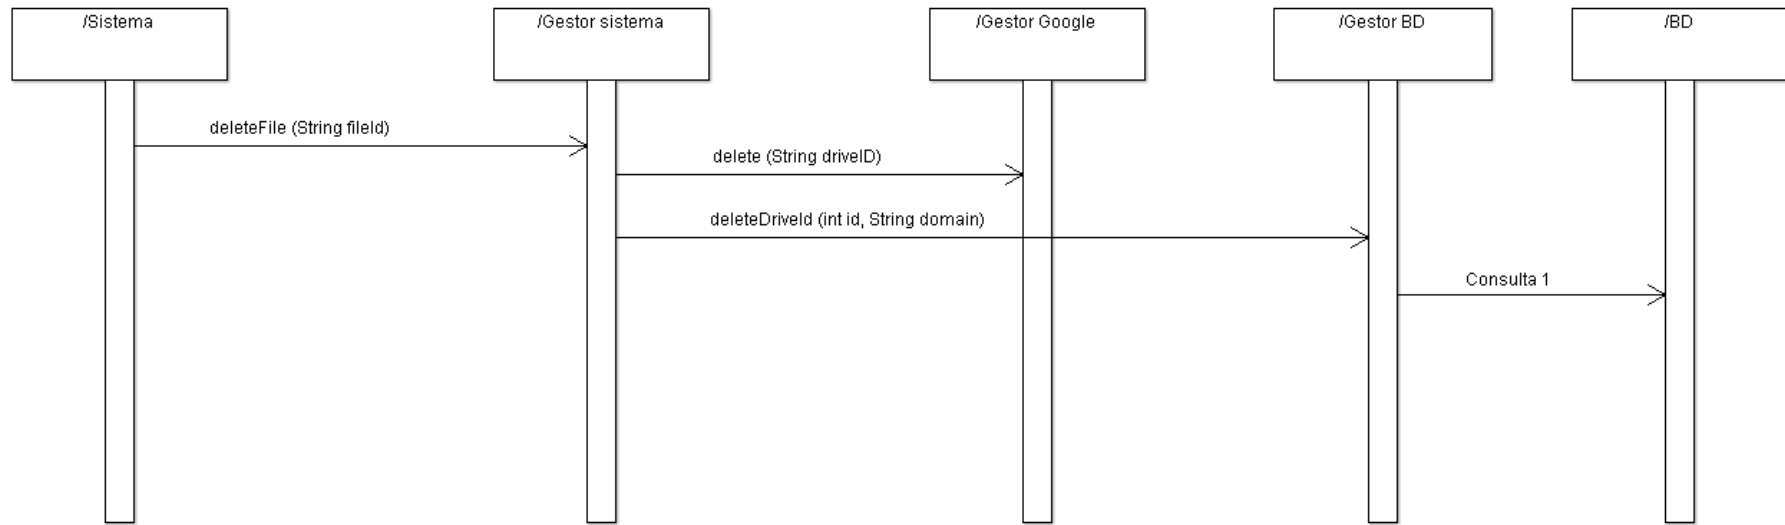 /Sistema
/Gestor sistema
/Gestor Google
/Gestor BD
/BD
deleteFile (String fileId)
delete (String driveID)
deleteDriveId (int id, String domain)
Consulta 1